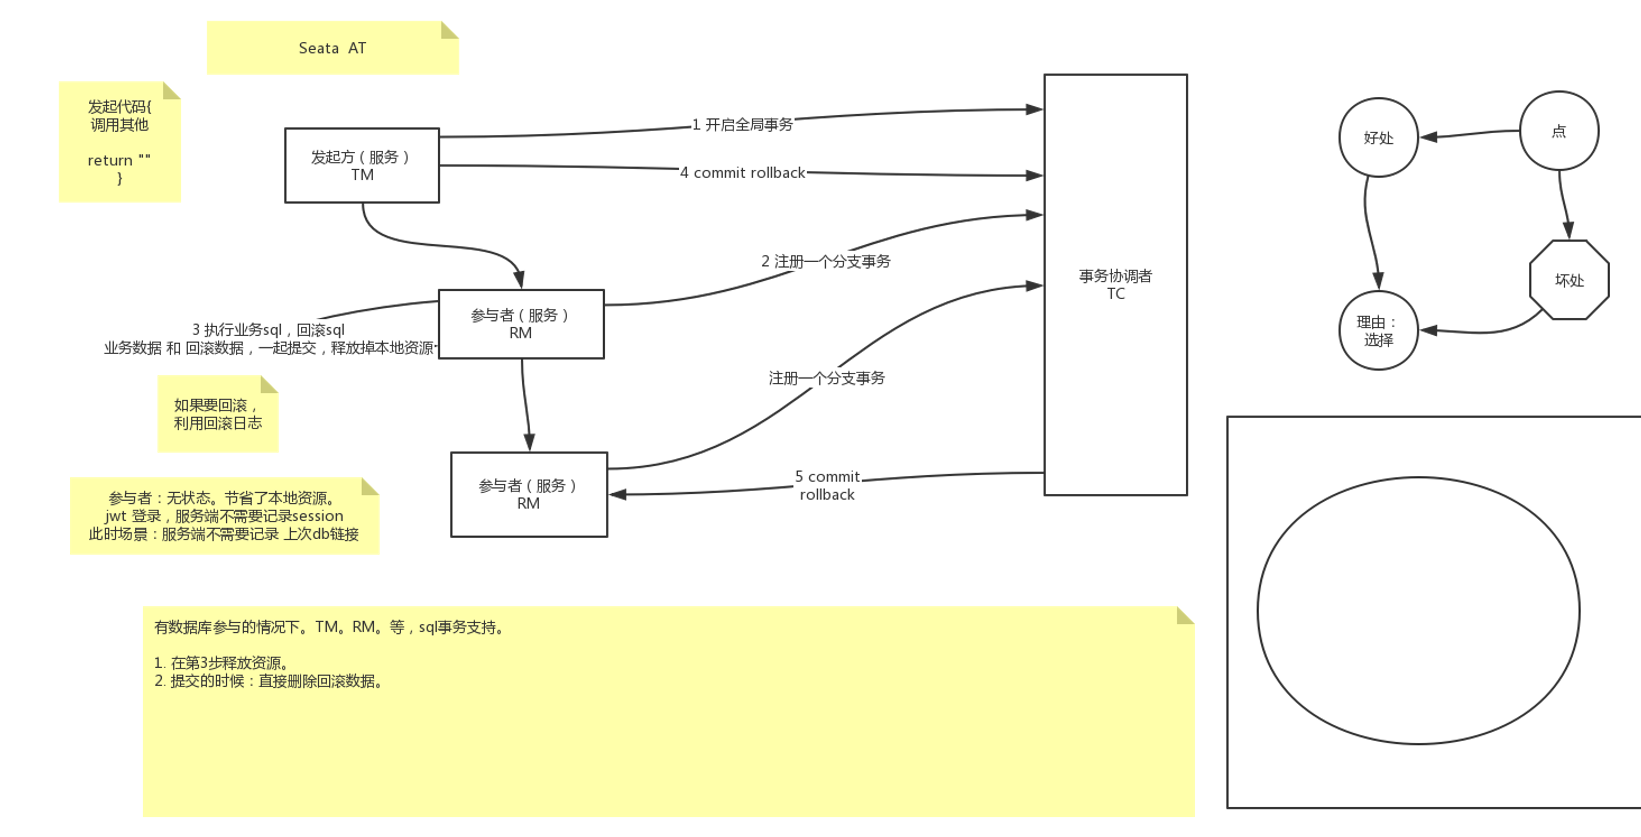 Seata  AT
发起代码{
调用其他
return ""
}
发起方（服务）
TM
1 开启全局事务
4 commit rollback
2 注册一个分支事务
参与者（服务）
RM
3 执行业务sql，回滚sql
业务数据 和 回滚数据，一起提交，释放掉本地资源·
注册一个分支事务
事务协调者
TC
如果要回滚，
利用回滚日志
参与者（服务）
RM
5 commit
rollback
参与者：无状态。节省了本地资源。
jwt 登录，服务端不需要记录session
此时场景：服务端不需要记录 上次db链接
有数据库参与的情况下。TM。RM。等，sql事务支持。
1. 在第3步释放资源。
2. 提交的时候：直接删除回滚数据。
好处
点
坏处
理由：
选择